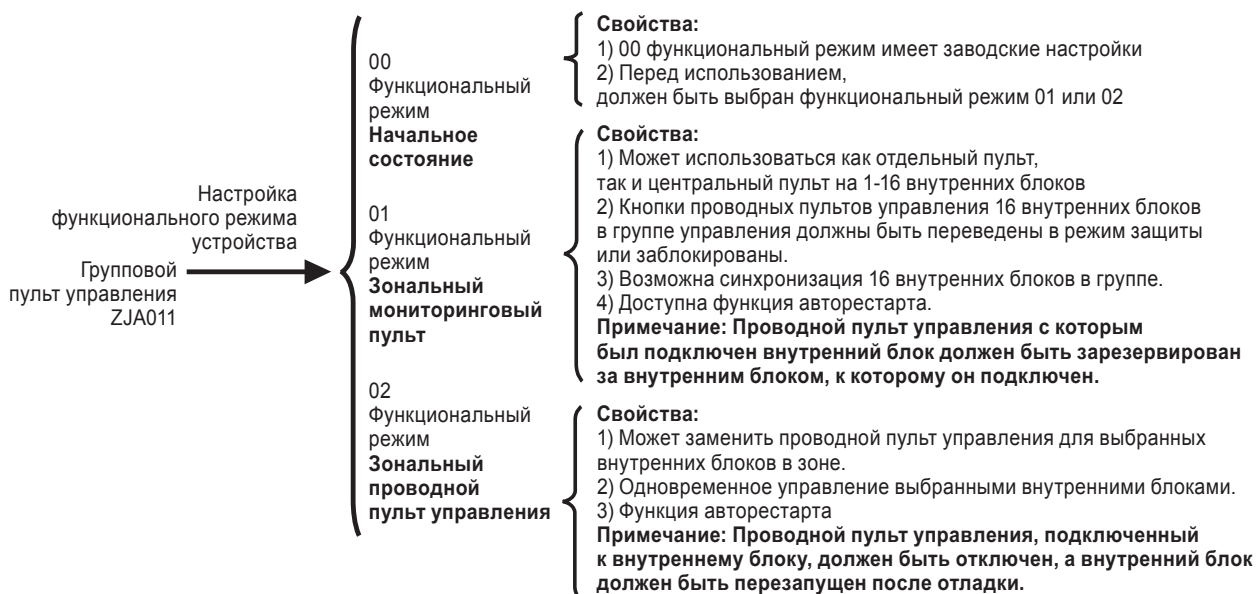 Настройка
функционального режима
устройства
Групповой
пульт управления
ZJA011
00
Функциональный
режим
Начальное
состояние
Свойства:
1) 00 функциональный режим имеет заводские настройки
2) Перед использованием,
должен быть выбран функциональный режим 01 или 02
01
Функциональный
режим
Зональный
мониторинговый
пульт
Свойства:
1) Может использоваться как отдельный пульт,
так и центральный пульт на 1-16 внутренних блоков
2) Кнопки проводных пультов управления 16 внутренних блоков
в группе управления должны быть переведены в режим защиты
или заблокированы.
3) Возможна синхронизация 16 внутренних блоков в группе.
4) Доступна функция авторестарта.
Примечание: Проводной пульт управления с которым
был подключен внутренний блок должен быть зарезервирован
за внутренним блоком, к которому он подключен.
02
Функциональный
режим
Зональный
проводной
пульт управления
Свойства:
1) Может заменить проводной пульт управления для выбранных
внутренних блоков в зоне.
2) Одновременное управление выбранными внутренними блоками.
3) Функция авторестарта
Примечание: Проводной пульт управления, подключенный
к внутреннему блоку, должен быть отключен, а внутренний блок
должен быть перезапущен после отладки.